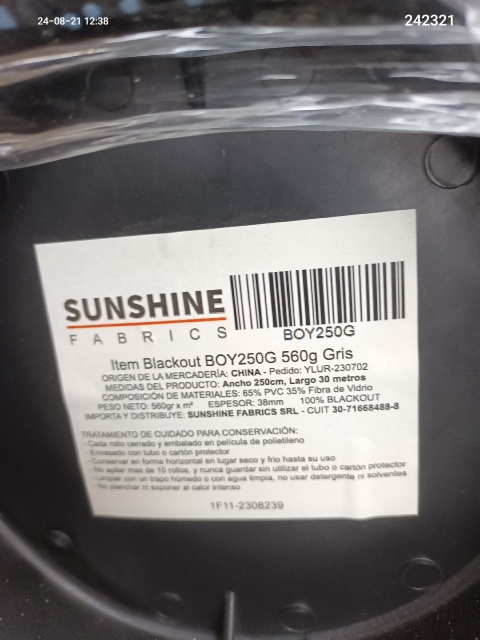 24-08-21 12:38
242321
SUNSHINE
FABRICS
BOY250G
Item Blackout BOY250G 560g Gris
ORIGEN DE LA MERCADERÍA: CHINA - Pedido: YLUR-230702
MEDIDAS DEL PRODUCTO: Ancho 250cm, Largo 30 metros
COMPOSICIÓN DE MATERIALES: 65% PVC 35% Fibra de Vidrio
PESO NETO: 560gr x m² ESPESOR: 38mm 100% BLACKOUT
IMPORTA Y DISTRIBUYE: SUNSHINE FABRICS SRL - CUIT 30-71668488-8
TRATAMIENTO DE CUIDADO PARA CONSERVACIÓN:
- Cada rollo cerrado y embalado en película de polietileno
- Envasado con tubo o cartón protector
- Conservar en forma horizontal en lugar seco y frio hasta su uso
- No apilar mas de 10 rollos, y nunca guardar sin utilizar el tubo o cartón protector
- Limpiar con un trapo húmedo o con agua limpia, no usar detergente ni solventes
- No planchar ni exponer al calor intenso
1F11-2308239